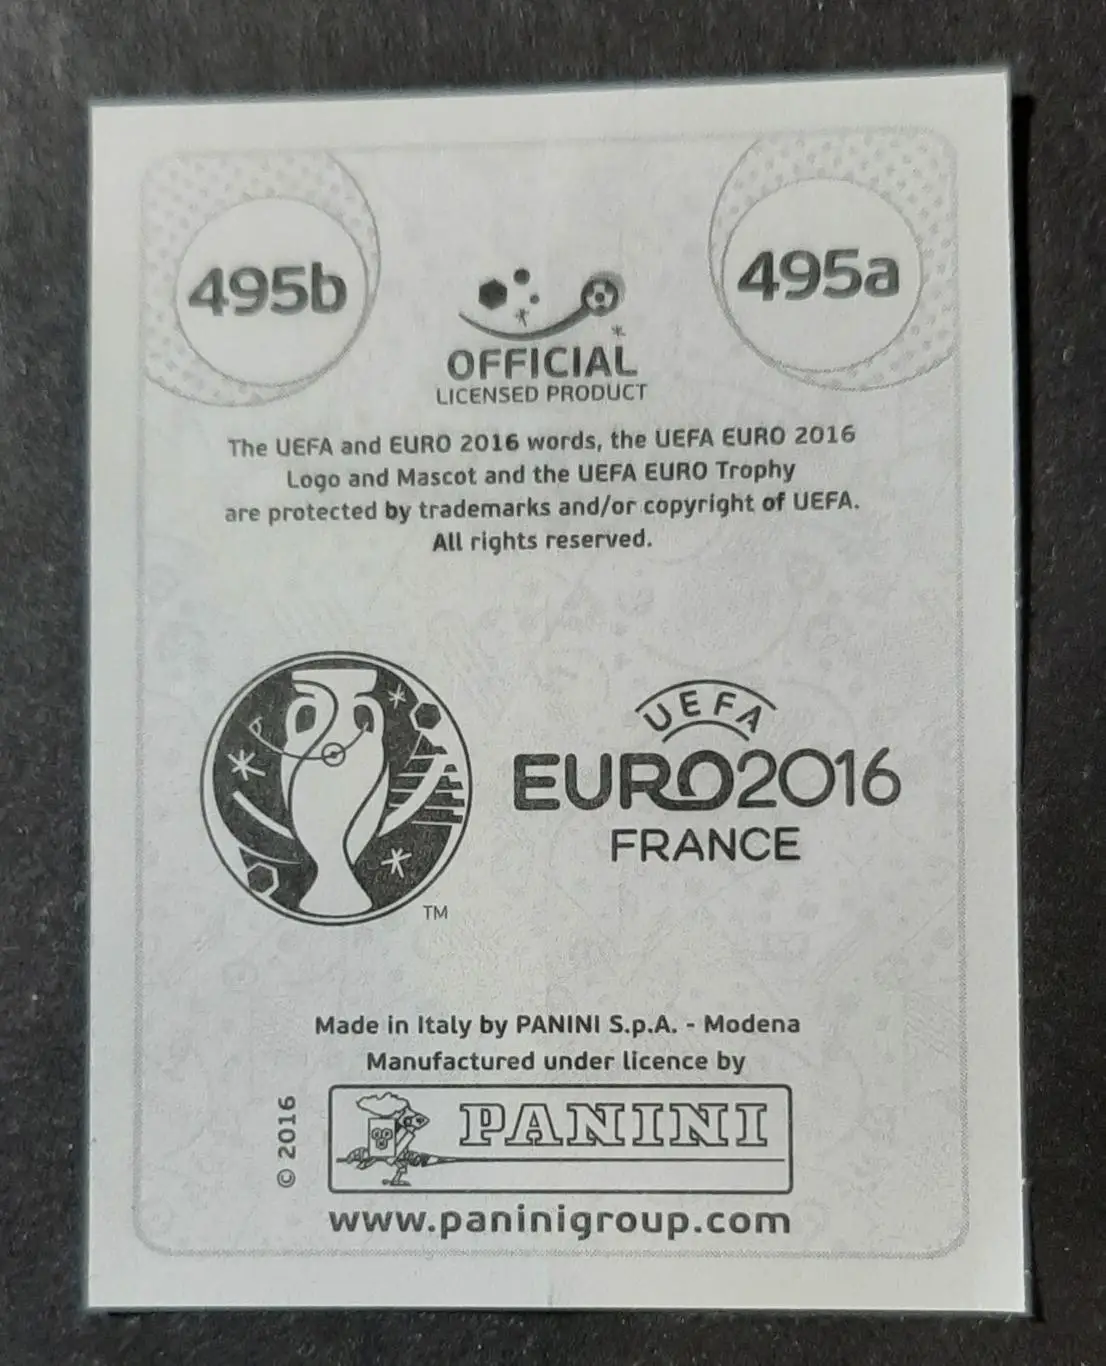 495b
495a
OFFICIAL
LICENSED PRODUCT
The UEFA and EURO 2016 words, the UEFA EURO 2016
Logo and Mascot and the UEFA EURO Trophy
are protected by trademarks and/or copyright of UEFA.
All rights reserved.
UEFA
EURO2016
FRANCE
TM
Made in Italy by PANINI S.p.A. - Modena
Manufactured under licence by
© 2016
PANINI
www.paninigroup.com